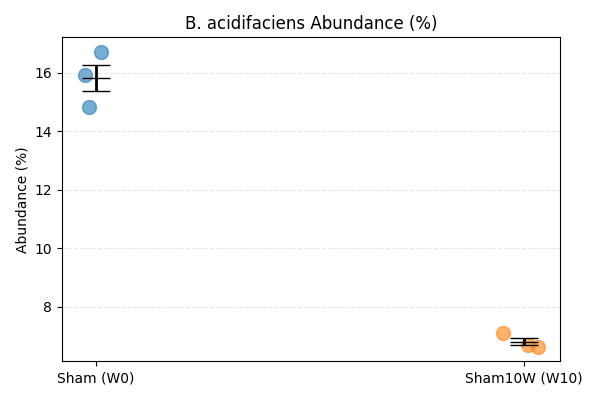 B. acidifaciens Abundance (%)
Abundance (%)
16
14
12
10
8
Sham (W0)
Sham10W (W10)